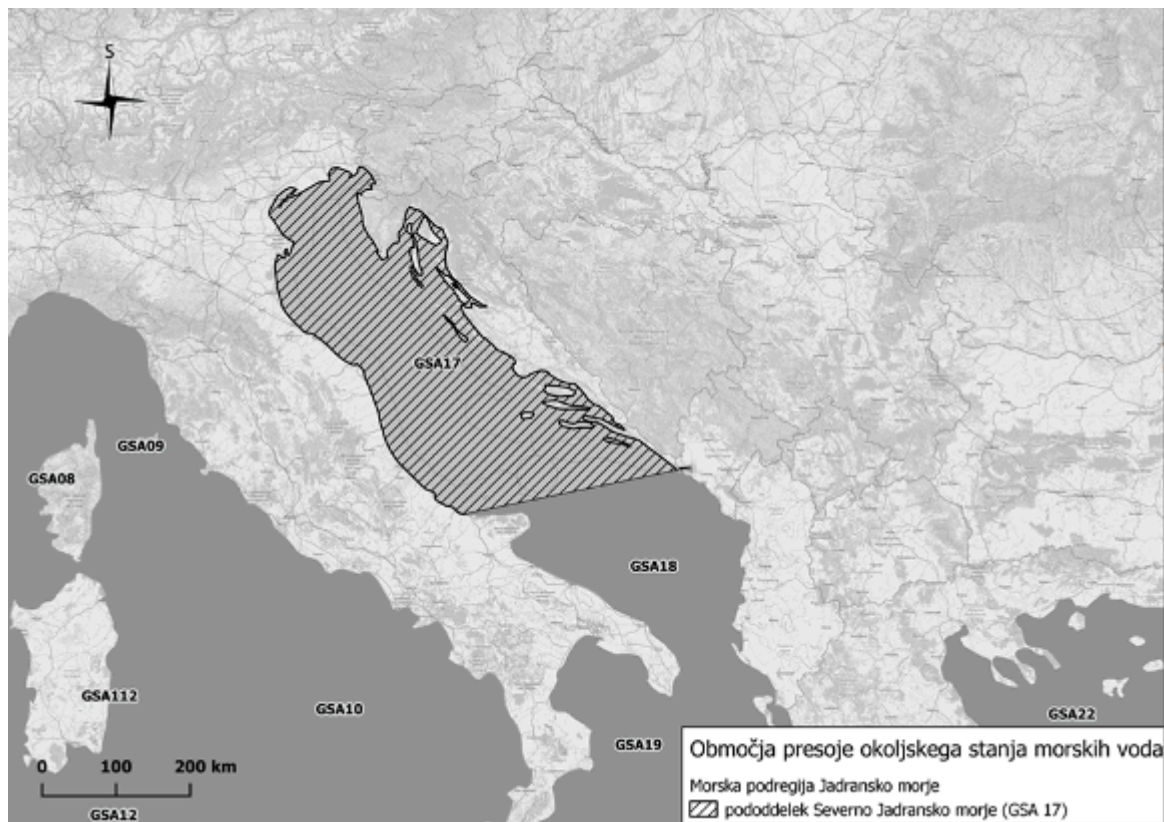 S
GSA17
GSA09
GSA08
GSA18
GSA112
GSA10
GSA22
GSA19
0 100 200 km
GSA12
Območja presoje okoljskega stanja morskih voda
Morska podregija Jadransko morje
pododdelek Severno Jadransko morje (GSA 17)